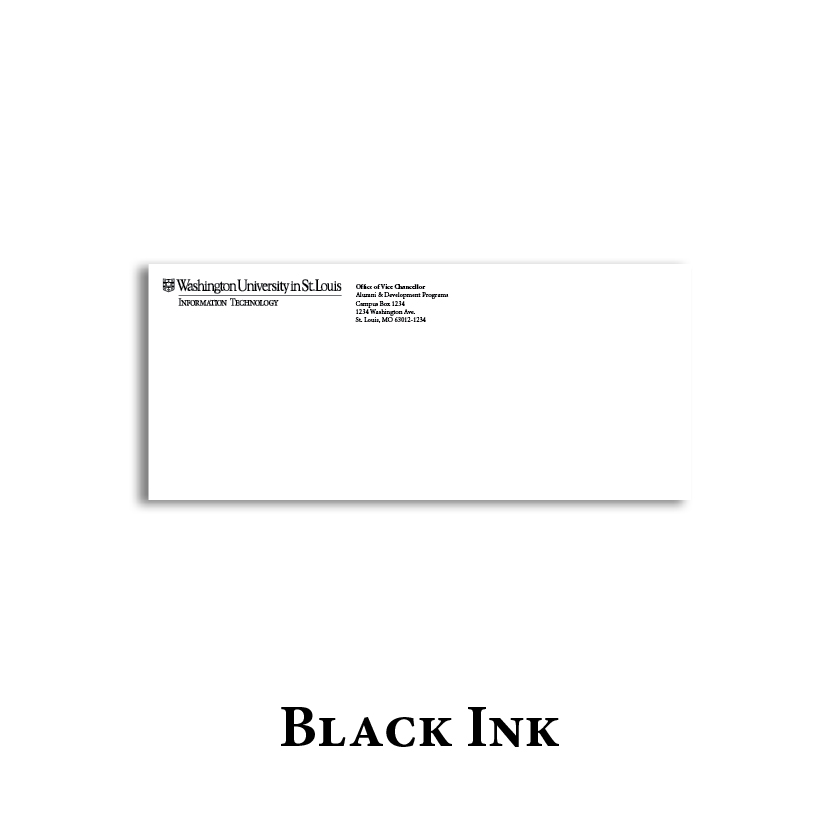 Washington University in St. Louis
Information Technology
Office of Vice Chancellor
Alumni & Development Programs
Campus Box 1234
1234 Washington Ave.
St. Louis, MO 63012-1234
Black Ink